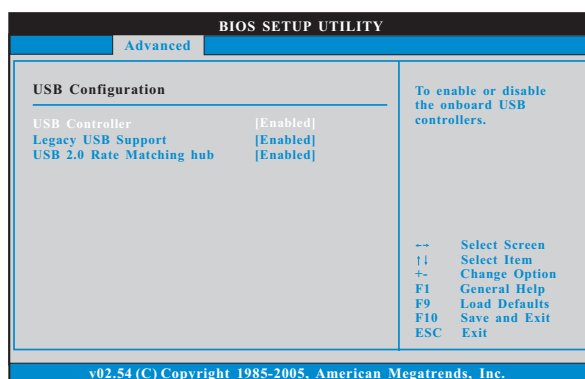 BIOS SETUP UTILITY
Advanced
USB Configuration
USB Controller [Enabled]
Legacy USB Support [Enabled]
USB 2.0 Rate Matching hub [Enabled]
To enable or disable
the onboard USB
controllers.
←→ Select Screen
↑↓ Select Item
+- Change Option
F1 General Help
F9 Load Defaults
F10 Save and Exit
ESC Exit
v02.54 (C) Copyright 1985-2005, American Megatrends, Inc.